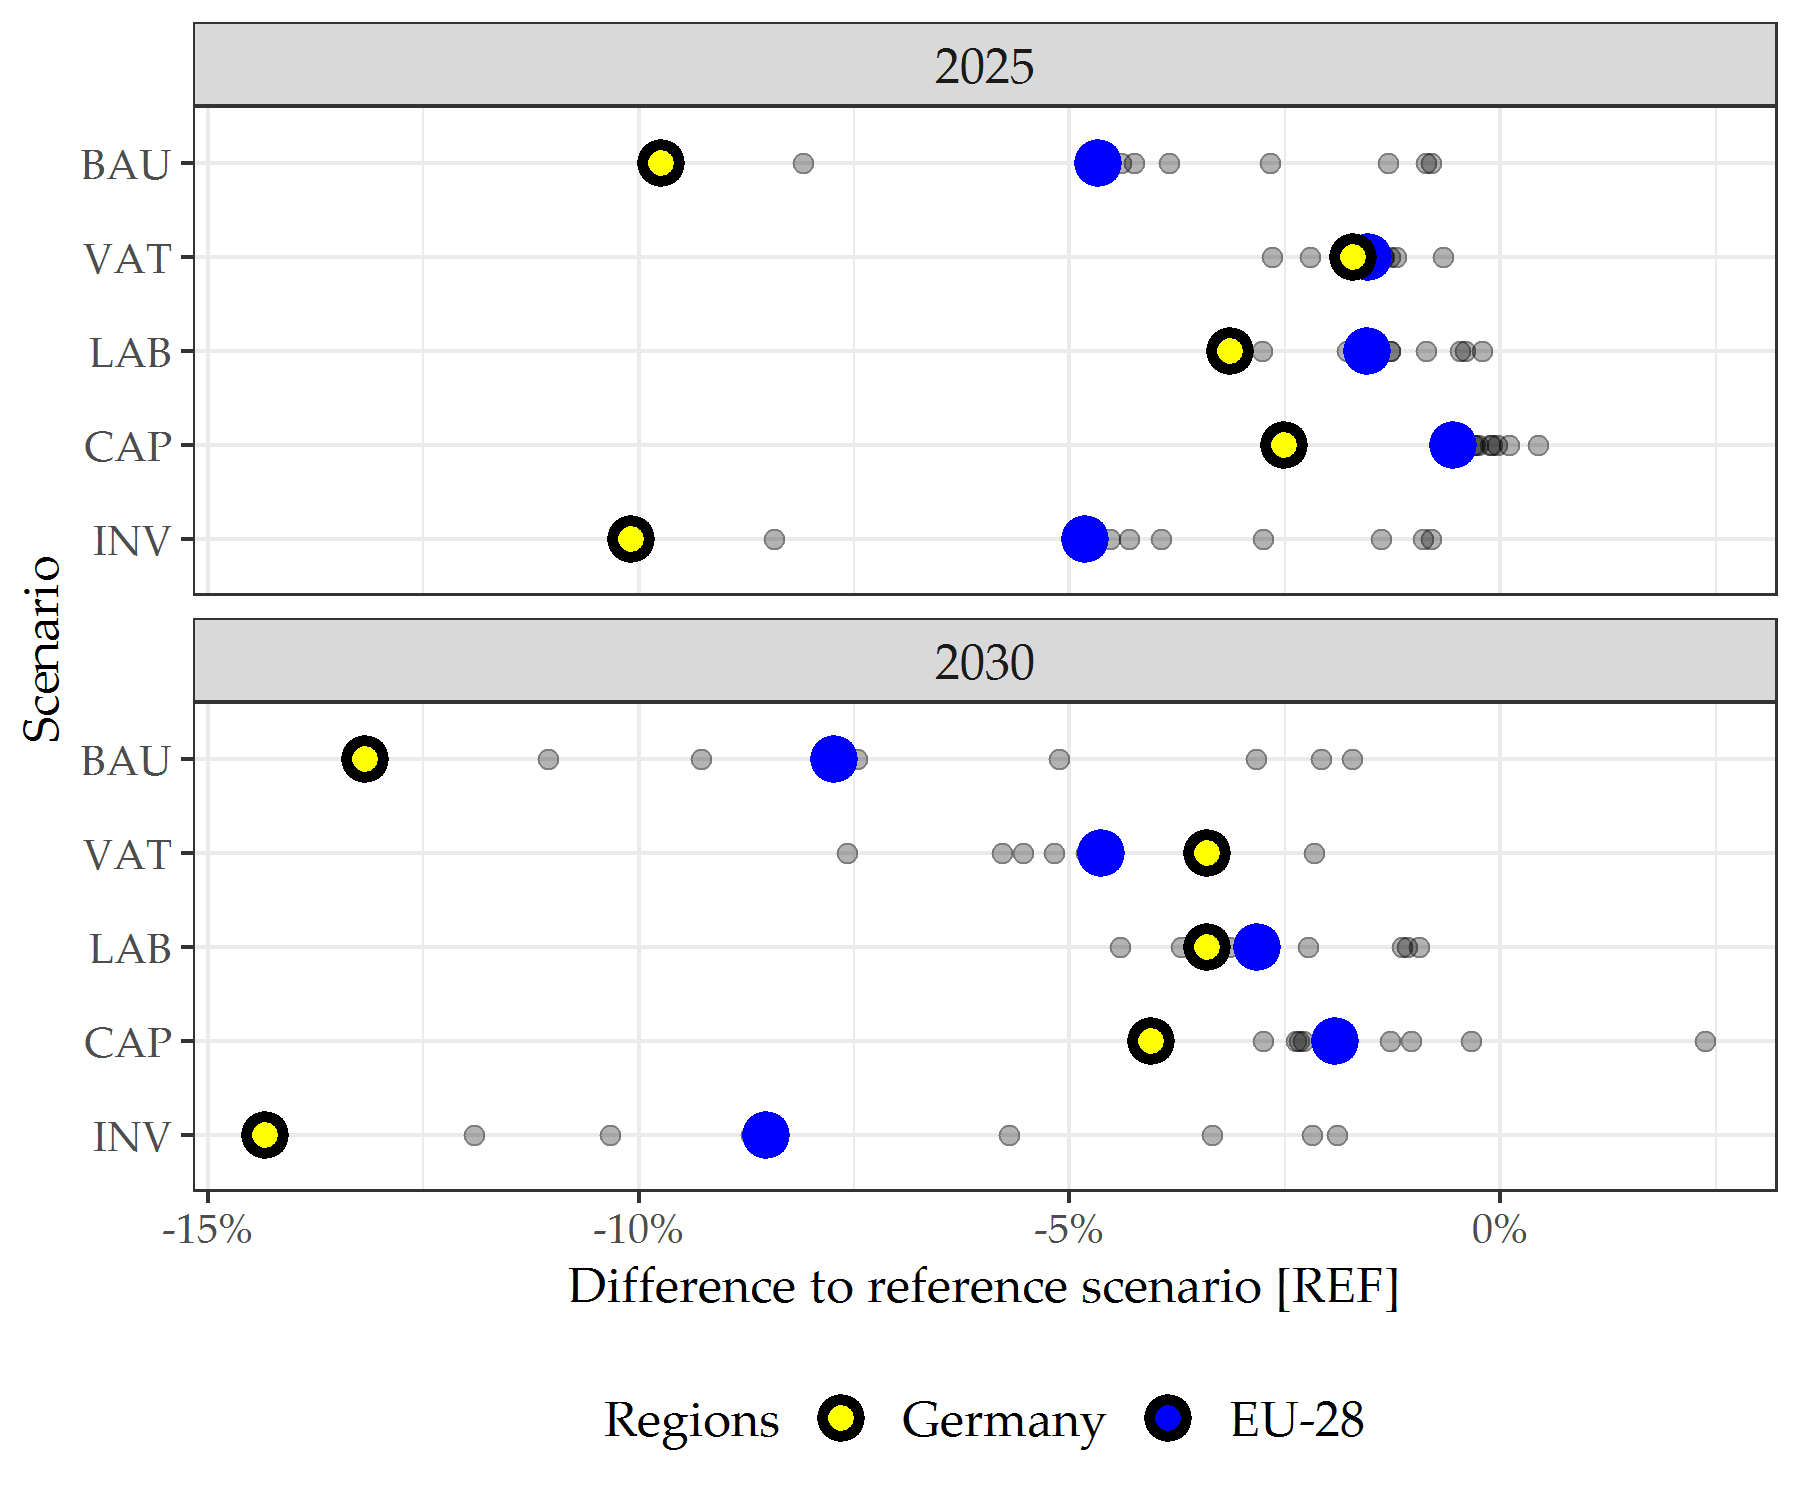 2025
BAU
VAT
LAB
CAP
INV
Scenario
2030
BAU
VAT
LAB
CAP
INV
-15% -10% -5% 0%
Difference to reference scenario [REF]
Regions Germany EU-28